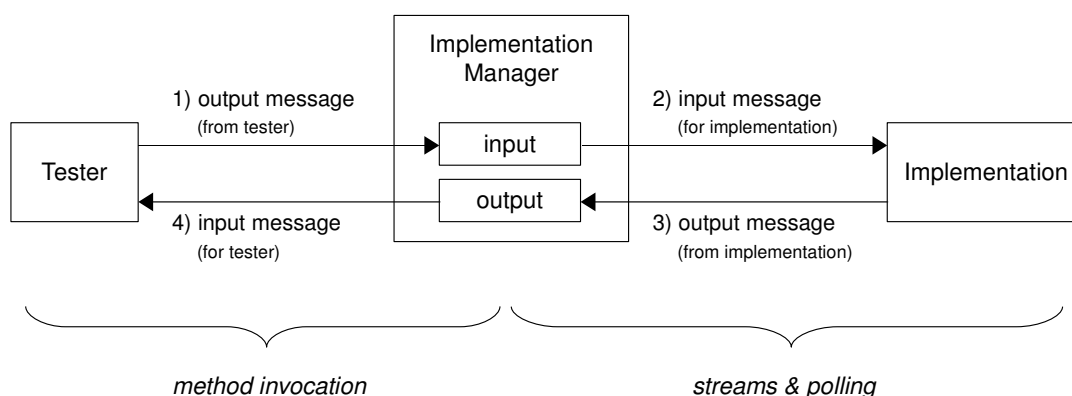 Implementation
Manager
1) output message
(from tester)
2) input message
(for implementation)
Tester
input
Implementation
output
4) input message
(for tester)
3) output message
(from implementation)
method invocation
streams & polling